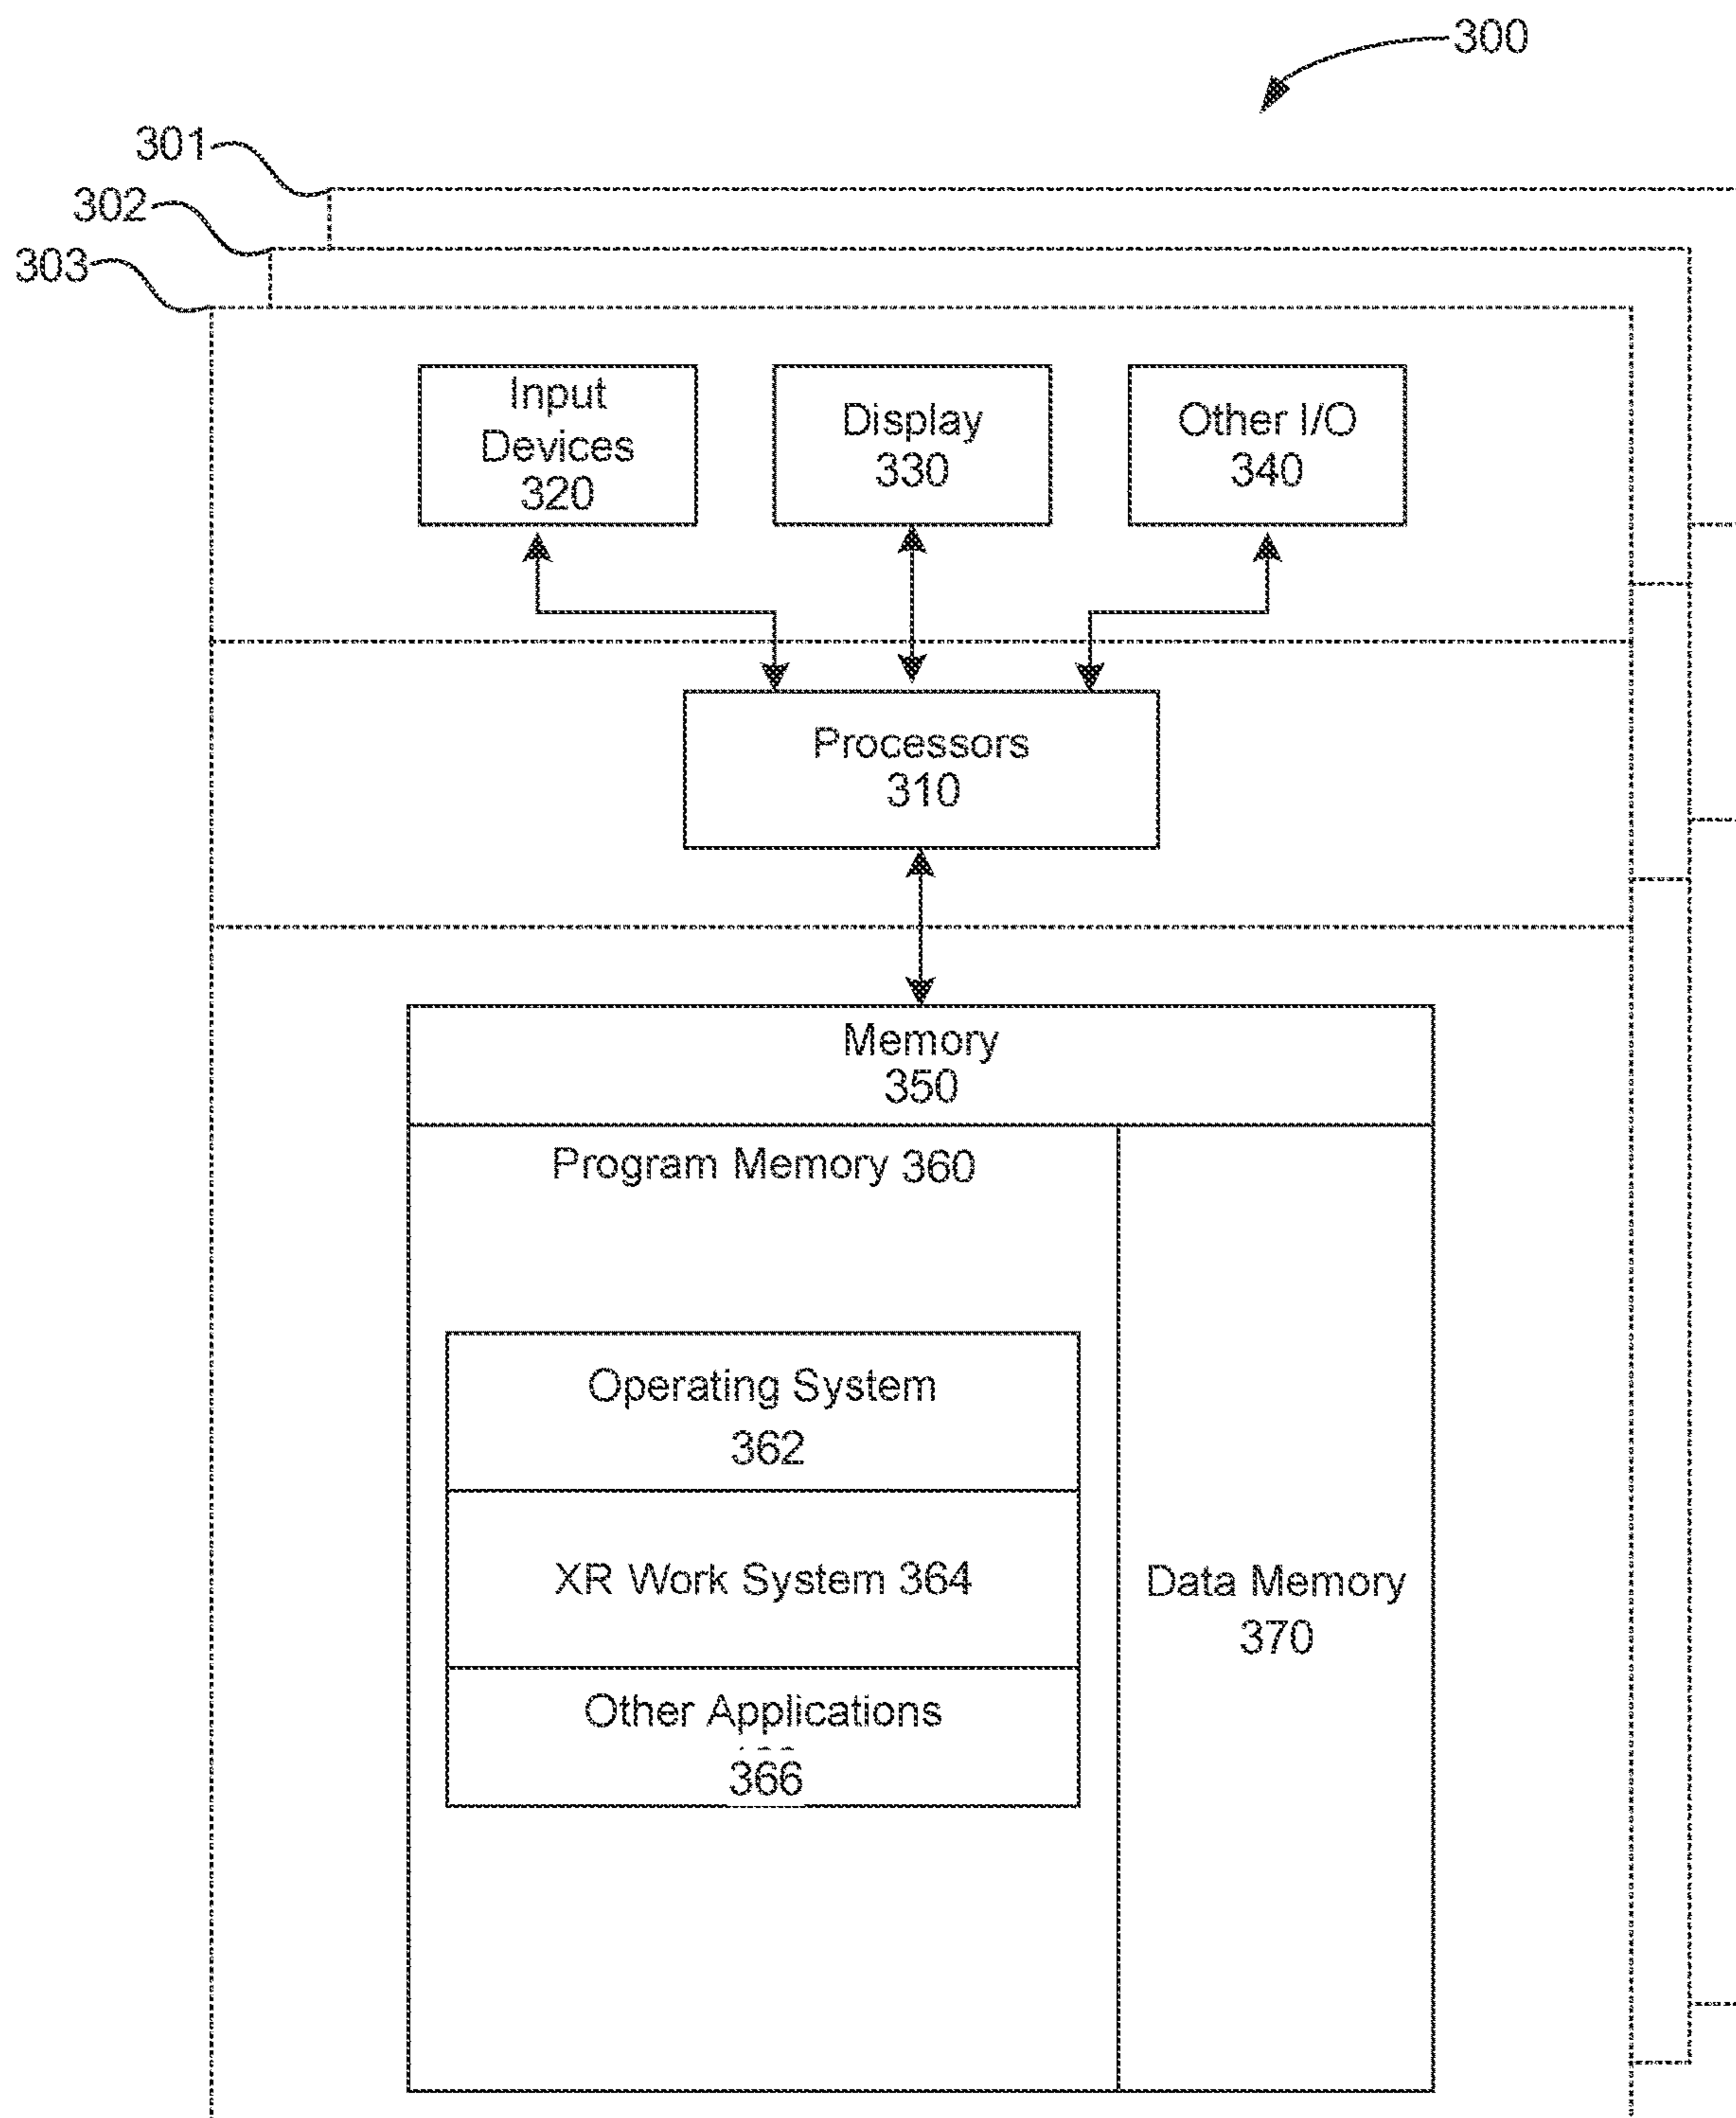 300
301
302
303
Input
Devices
320
Display
330
Other I/O
340
Processors
310
Memory
350
Program Memory 360
Operating System
362
XR Work System 364
Other Applications
366
Data Memory
370